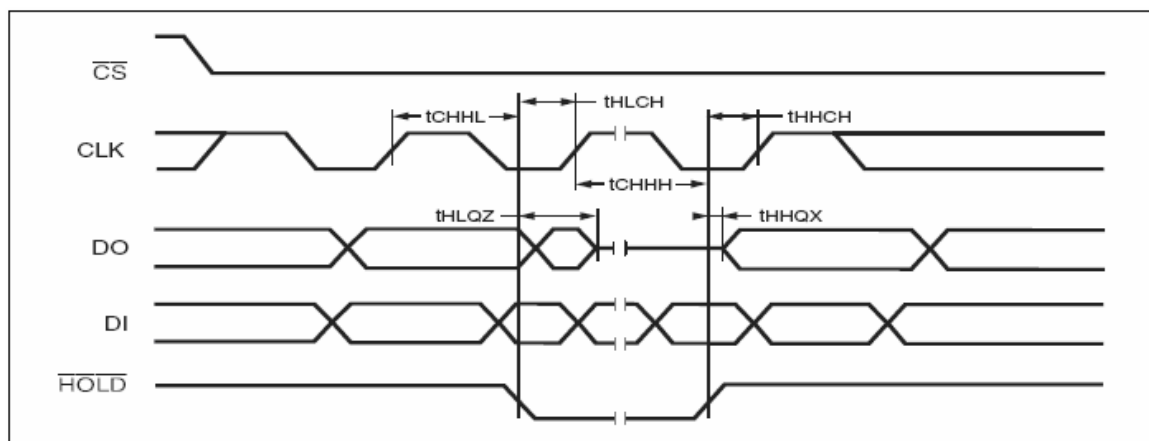 CS
tHLCH
tCHHL
tHHCH
CLK
tCHHH
tHLQZ
tHHQX
DO
DI
HOLD